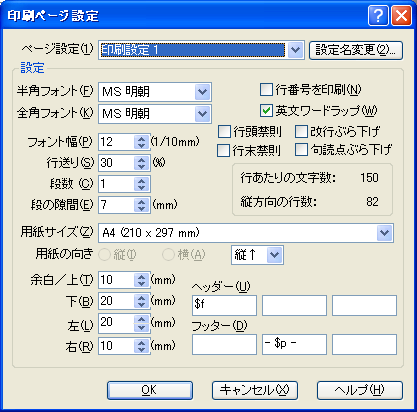 印刷ページ設定
ページ設定(1) 印刷設定 1 設定名変更(2)...
設定
半角フォント(F) MS 明朝 行番号を印刷(N)
全角フォント(K) MS 明朝 英文ワードラップ(W)
フォント幅(P) 12 (1/10mm) 行頭禁則 改行ぶら下げ
行送り(S) 30 (%) 行末禁則 句読点ぶら下げ
段数 (C) 1 行あたりの文字数: 150
段の隙間(E) 7 (mm) 縦方向の行数: 82
用紙サイズ(Z) A4 (210 x 297 mm)
用紙の向き 縦(I) 横(A) 縦↑
余白/上(T) 10 (mm) ヘッダー(U)
下(B) 20 (mm) $f
左(L) 20 (mm) フッター(D)
右(R) 10 (mm) - $p -
OK キャンセル(X) ヘルプ(H)